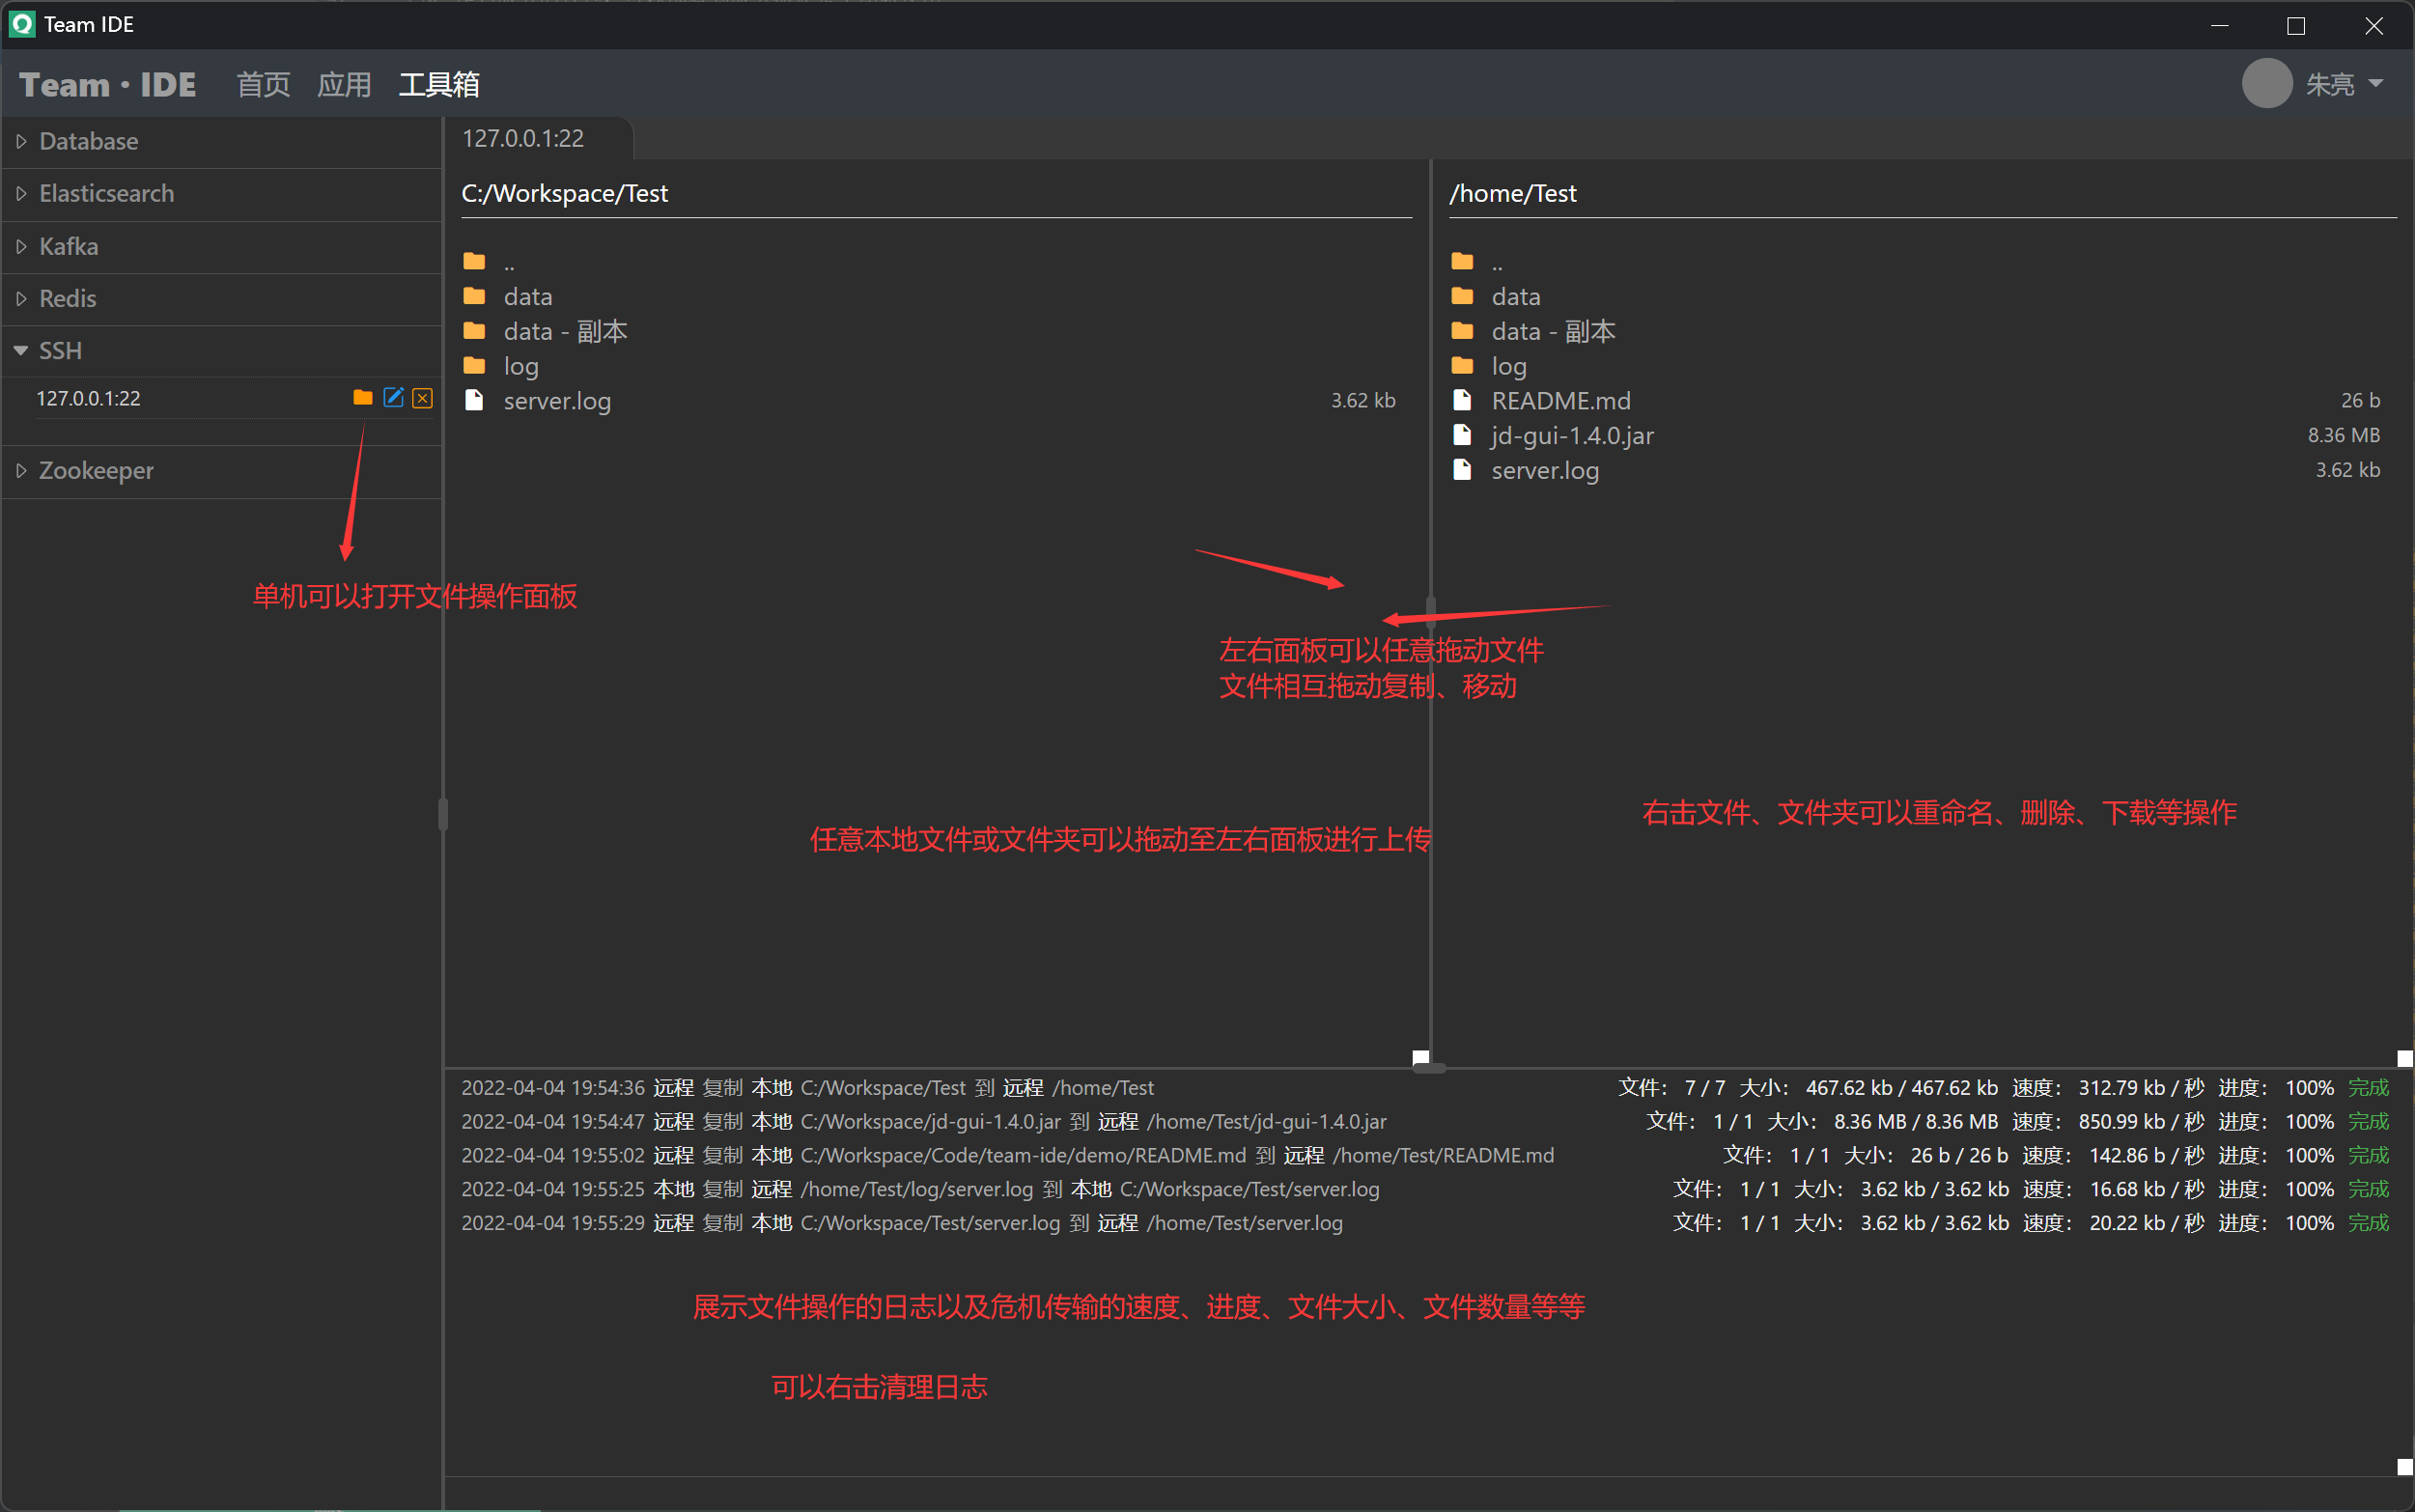 Team IDE
Team · IDE 首页 应用 工具箱 朱亮
Database
Elasticsearch
Kafka
Redis
SSH
127.0.0.1:22
Zookeeper
单机可以打开文件操作面板
127.0.0.1:22
C:/Workspace/Test
..
data
data - 副本
log
server.log 3.62 kb
/home/Test
..
data
data - 副本
log
README.md 26 b
jd-gui-1.4.0.jar 8.36 MB
server.log 3.62 kb
左右面板可以任意拖动文件
文件相互拖动复制、移动
任意本地文件或文件夹可以拖动至左右面板进行上传
右击文件、文件夹可以重命名、删除、下载等操作
2022-04-04 19:54:36 远程 复制 本地 C:/Workspace/Test 到 远程 /home/Test 文件： 7 / 7 大小： 467.62 kb / 467.62 kb 速度： 312.79 kb / 秒 进度： 100% 完成
2022-04-04 19:54:47 远程 复制 本地 C:/Workspace/jd-gui-1.4.0.jar 到 远程 /home/Test/jd-gui-1.4.0.jar 文件： 1 / 1 大小： 8.36 MB / 8.36 MB 速度： 850.99 kb / 秒 进度： 100% 完成
2022-04-04 19:55:02 远程 复制 本地 C:/Workspace/Code/team-ide/demo/README.md 到 远程 /home/Test/README.md 文件： 1 / 1 大小： 26 b / 26 b 速度： 142.86 b / 秒 进度： 100% 完成
2022-04-04 19:55:25 本地 复制 远程 /home/Test/log/server.log 到 本地 C:/Workspace/Test/server.log 文件： 1 / 1 大小： 3.62 kb / 3.62 kb 速度： 16.68 kb / 秒 进度： 100% 完成
2022-04-04 19:55:29 远程 复制 本地 C:/Workspace/Test/server.log 到 远程 /home/Test/server.log 文件： 1 / 1 大小： 3.62 kb / 3.62 kb 速度： 20.22 kb / 秒 进度： 100% 完成
展示文件操作的日志以及危机传输的速度、进度、文件大小、文件数量等等
可以右击清理日志